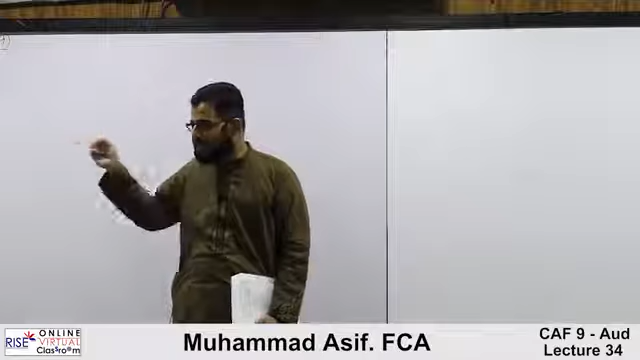 RISE
ONLINE
VIRTUAL
Classroom
Muhammad Asif. FCA
CAF 9 - Aud
Lecture 34